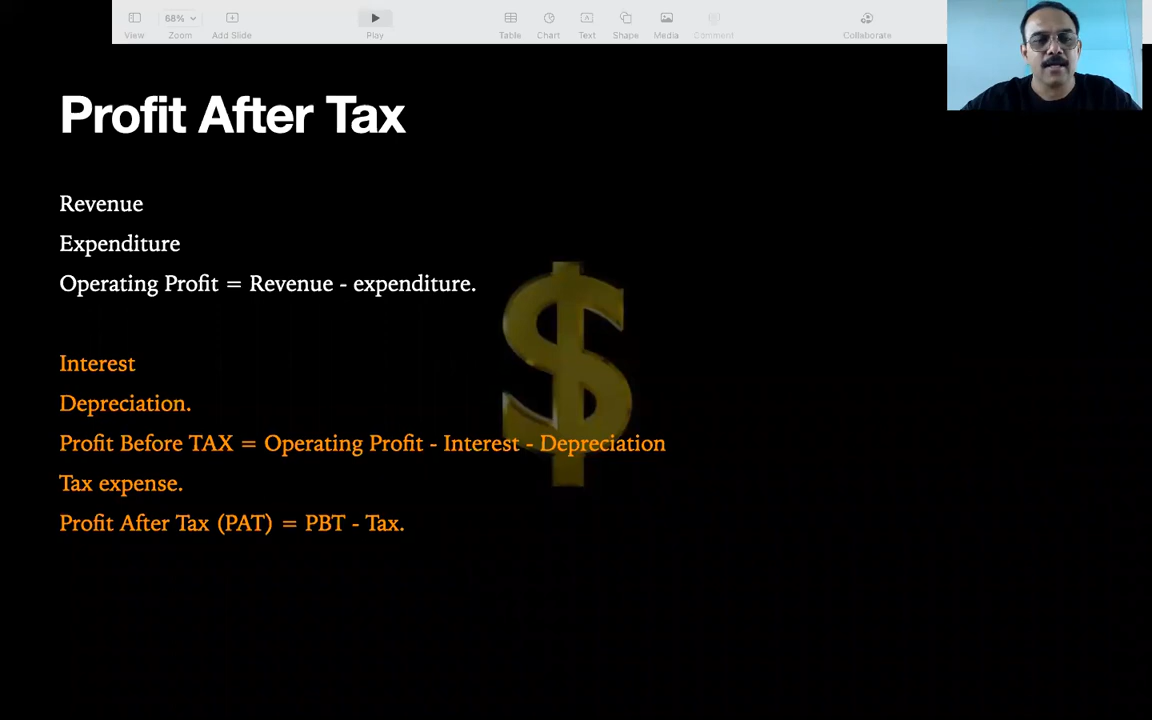 View
68%
Zoom
Add Slide
Play
Table
Chart
Text
Shape
Media
Comment
Collaborate
Profit After Tax
Revenue
Expenditure
Operating Profit = Revenue - expenditure.
Interest
Depreciation.
Profit Before TAX = Operating Profit - Interest - Depreciation
Tax expense.
Profit After Tax (PAT) = PBT - Tax.